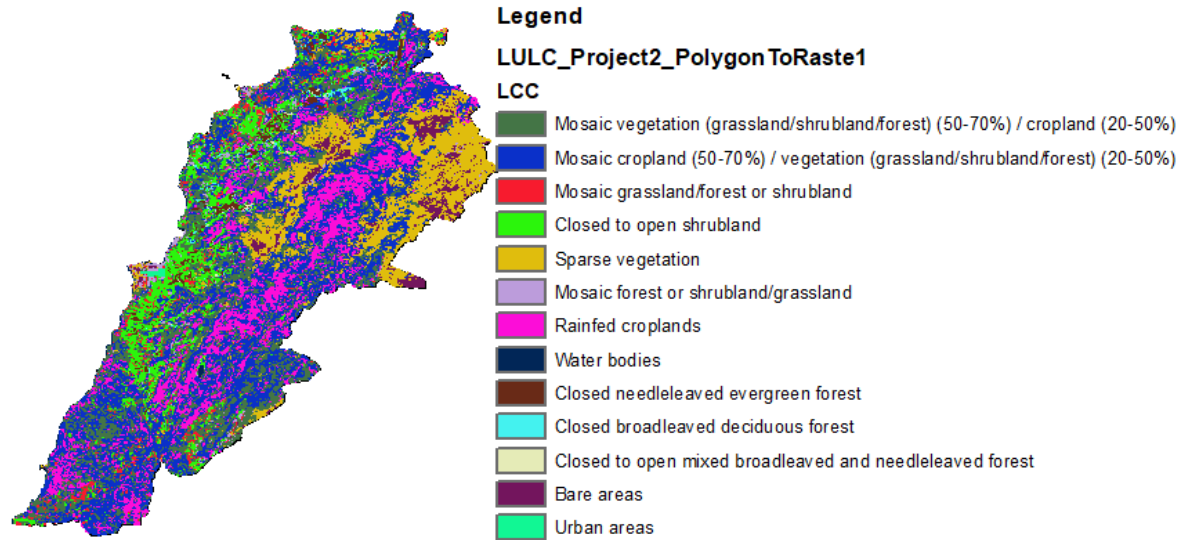 Legend
LULC_Project2_PolygonToRaste1
LCC
Mosaic vegetation (grassland/shrubland/forest) (50-70%) / cropland (20-50%)
Mosaic cropland (50-70%) / vegetation (grassland/shrubland/forest) (20-50%)
Mosaic grassland/forest or shrubland
Closed to open shrubland
Sparse vegetation
Mosaic forest or shrubland/grassland
Rainfed croplands
Water bodies
Closed needleleaved evergreen forest
Closed broadleaved deciduous forest
Closed to open mixed broadleaved and needleleaved forest
Bare areas
Urban areas